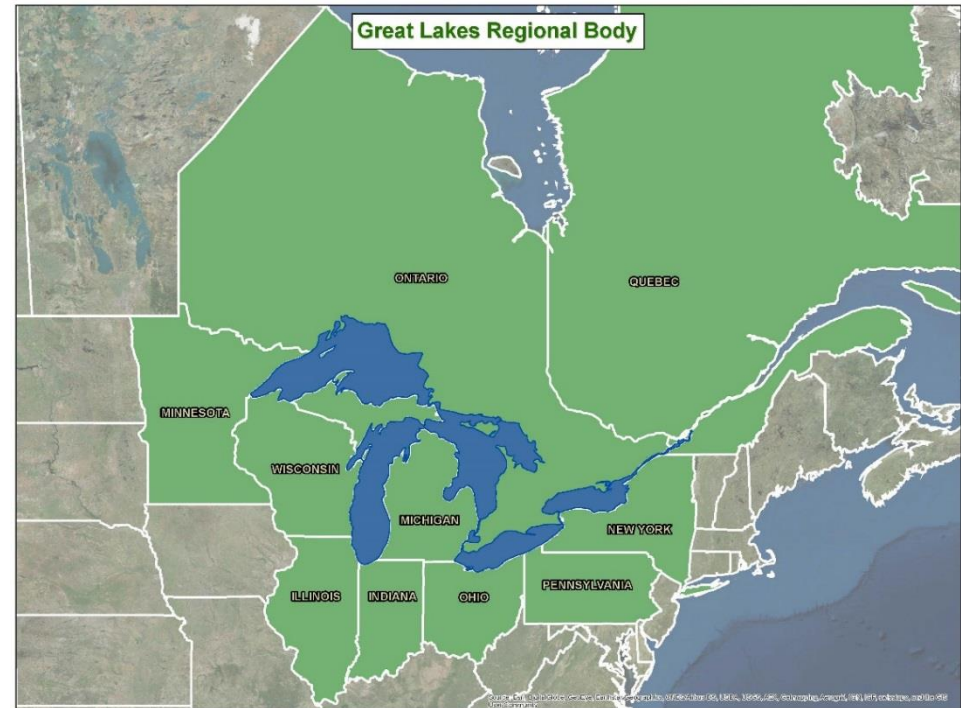 Great Lakes Regional Body
ONTARIO
QUEBEC
MINNESOTA
WISCONSIN
MICHIGAN
NEW YORK
ILLINOIS
INDIANA
OHIO
PENNSYLVANIA